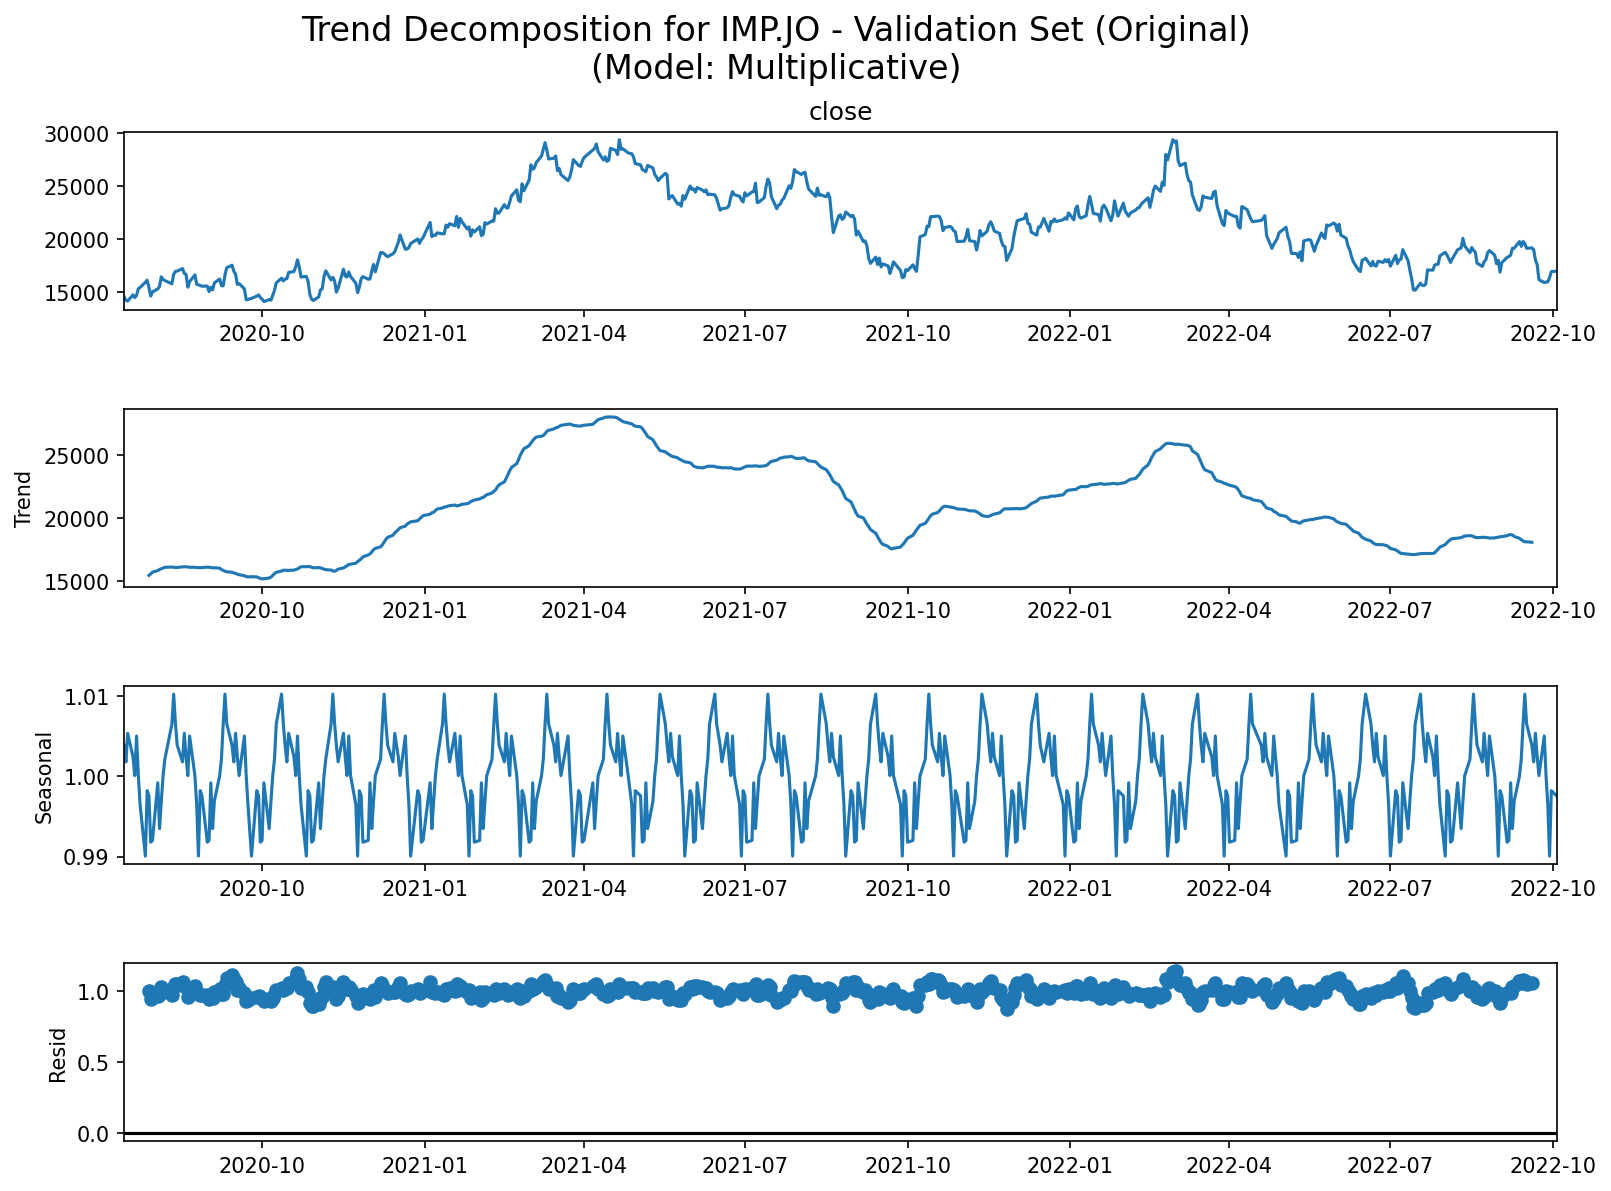 Trend Decomposition for IMP.JO - Validation Set (Original)
(Model: Multiplicative)
close
30000
25000
20000
15000
2020-10 2021-01 2021-04 2021-07 2021-10 2022-01 2022-04 2022-07 2022-10
Trend
25000
20000
15000
2020-10 2021-01 2021-04 2021-07 2021-10 2022-01 2022-04 2022-07 2022-10
Seasonal
1.01
1.00
0.99
2020-10 2021-01 2021-04 2021-07 2021-10 2022-01 2022-04 2022-07 2022-10
Resid
1.0
0.5
0.0
2020-10 2021-01 2021-04 2021-07 2021-10 2022-01 2022-04 2022-07 2022-10